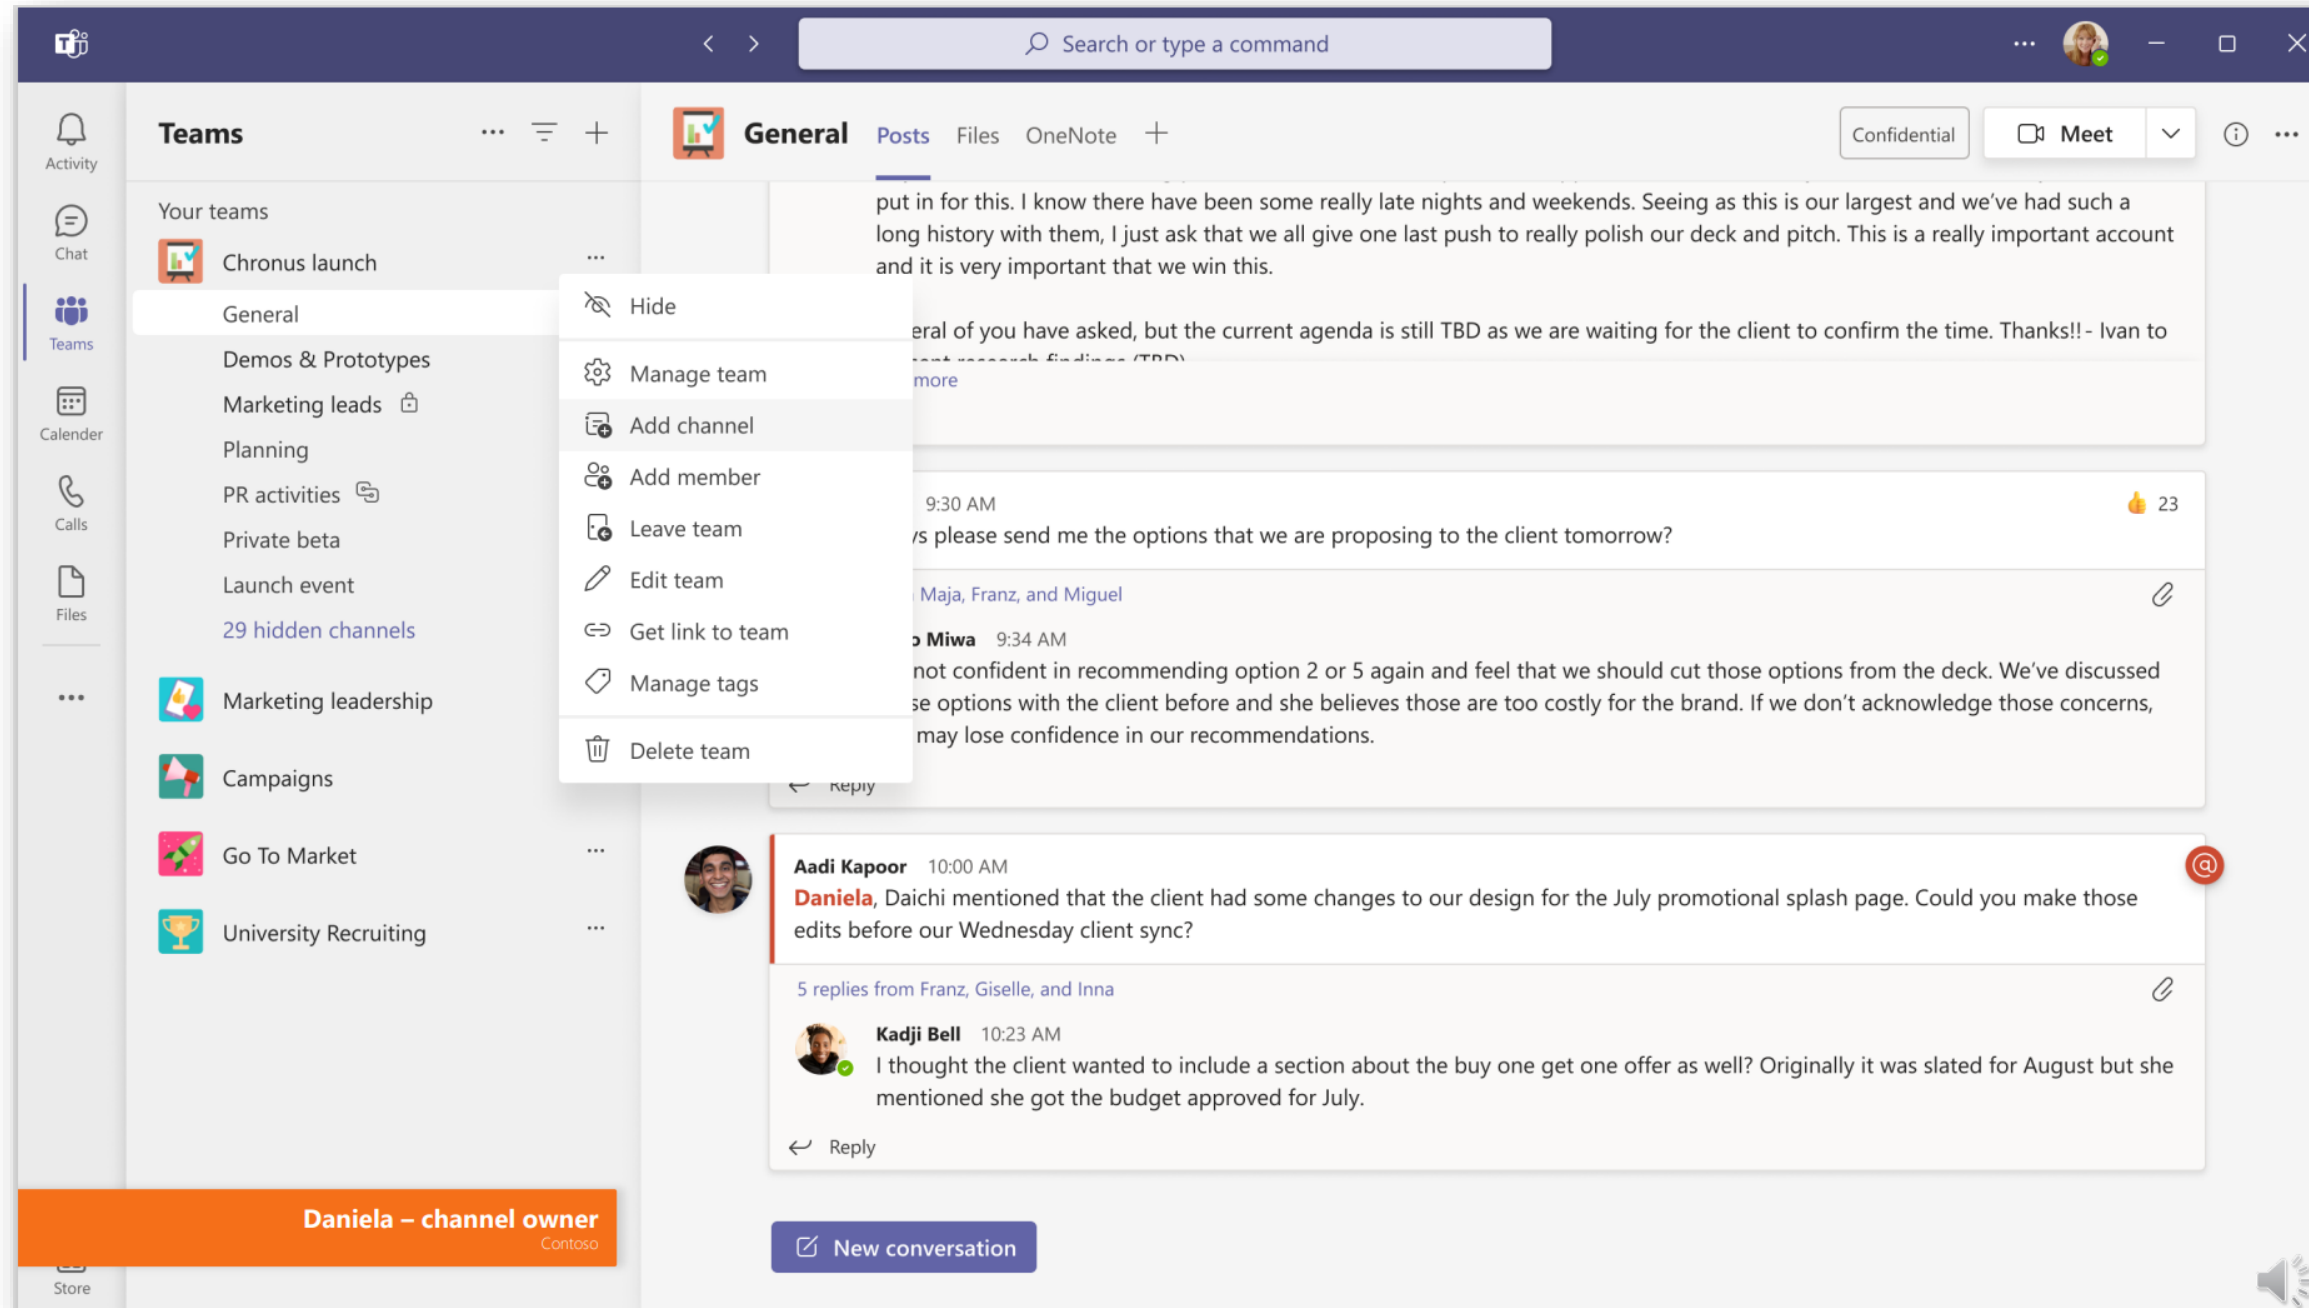 Search or type a command
Activity
Chat
Teams
Calender
Calls
Files
Store
Teams
Your teams
Chronus launch
General
Demos & Prototypes
Marketing leads
Planning
PR activities
Private beta
Launch event
29 hidden channels
Marketing leadership
Campaigns
Go To Market
University Recruiting
Hide
Manage team
Add channel
Add member
Leave team
Edit team
Get link to team
Manage tags
Delete team
Daniela – channel owner
Contoso
General Posts Files OneNote
Confidential
Meet
put in for this. I know there have been some really late nights and weekends. Seeing as this is our largest and we've had such a
long history with them, I just ask that we all give one last push to really polish our deck and pitch. This is a really important account
and it is very important that we win this.
of you have asked, but the current agenda is still TBD as we are waiting for the client to confirm the time. Thanks!! - Ivan to
research findings (TBD)
more
9:30 AM
23
please send me the options that we are proposing to the client tomorrow?
Maja, Franz, and Miguel
Miwa 9:34 AM
not confident in recommending option 2 or 5 again and feel that we should cut those options from the deck. We've discussed
options with the client before and she believes those are too costly for the brand. If we don't acknowledge those concerns,
may lose confidence in our recommendations.
Reply
Aadi Kapoor 10:00 AM
Daniela, Daichi mentioned that the client had some changes to our design for the July promotional splash page. Could you make those
edits before our Wednesday client sync?
5 replies from Franz, Giselle, and Inna
Kadji Bell 10:23 AM
I thought the client wanted to include a section about the buy one get one offer as well? Originally it was slated for August but she
mentioned she got the budget approved for July.
Reply
New conversation